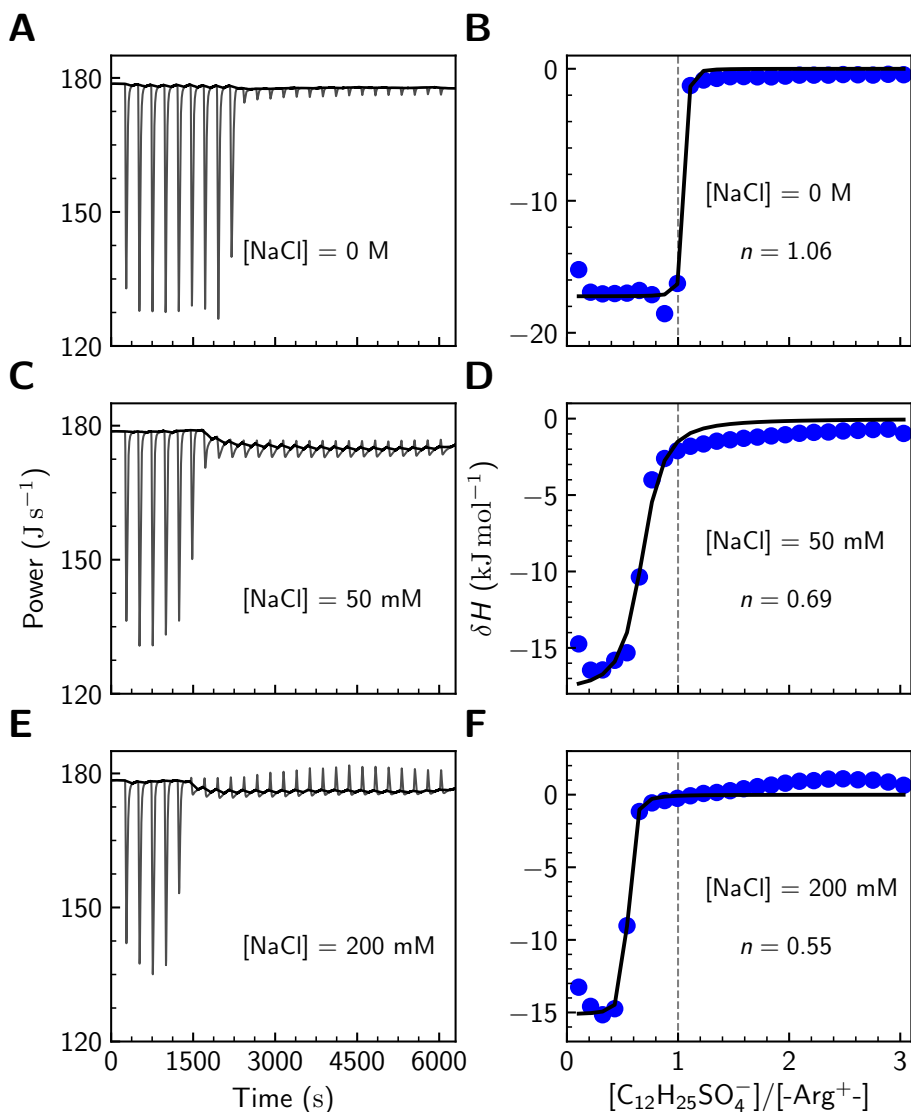 A
B
180
150
120
[NaCl] = 0 M
0
−10
−20
[NaCl] = 0 M
n = 1.06
C
D
180
150
120
Power (J s⁻¹)
[NaCl] = 50 mM
0
−5
−10
−15
δH (kJ mol⁻¹)
[NaCl] = 50 mM
n = 0.69
E
F
180
150
120
[NaCl] = 200 mM
0
−5
−10
−15
[NaCl] = 200 mM
n = 0.55
0 1500 3000 4500 6000
Time (s)
0 1 2 3
[C₁₂H₂₅SO₄⁻]/[-Arg⁺-]